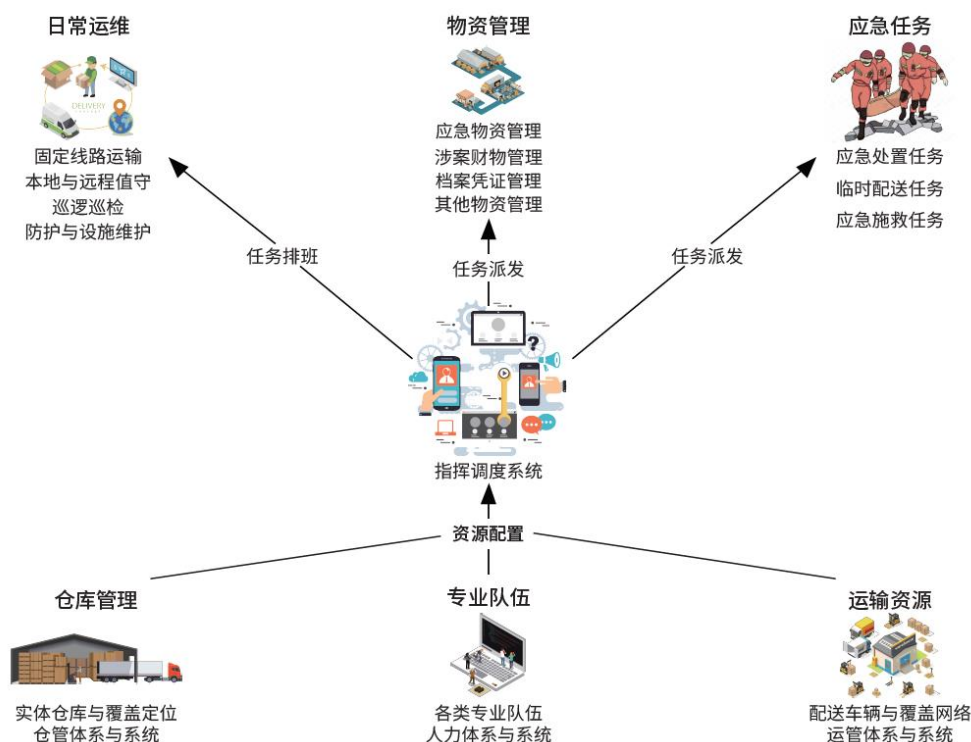 日常运维
物资管理
应急任务
DELIVERY
固定线路运输
本地与远程值守
巡逻巡检
防护与设施维护
应急物资管理
涉案财物管理
档案凭证管理
其他物资管理
应急处置任务
临时配送任务
应急施救任务
任务排班
任务派发
任务派发
?
指挥调度系统
资源配置
仓库管理
专业队伍
运输资源
实体仓库与覆盖定位
仓管体系与系统
各类专业队伍
人力体系与系统
配送车辆与覆盖网络
运管体系与系统